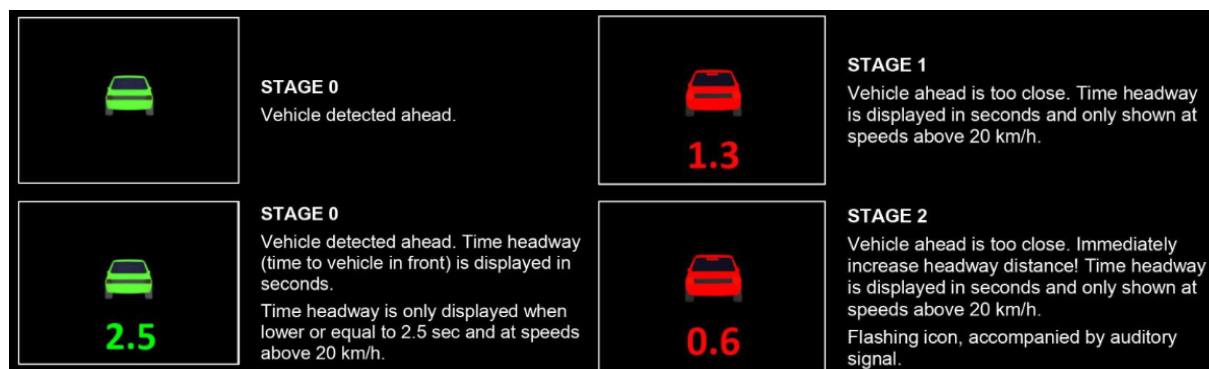 STAGE 0
Vehicle detected ahead.
STAGE 1
Vehicle ahead is too close. Time headway
is displayed in seconds and only shown at
speeds above 20 km/h.
1.3
STAGE 0
Vehicle detected ahead. Time headway
(time to vehicle in front) is displayed in
seconds.
Time headway is only displayed when
lower or equal to 2.5 sec and at speeds
above 20 km/h.
2.5
STAGE 2
Vehicle ahead is too close. Immediately
increase headway distance! Time headway
is displayed in seconds and only shown at
speeds above 20 km/h.
Flashing icon, accompanied by auditory
signal.
0.6